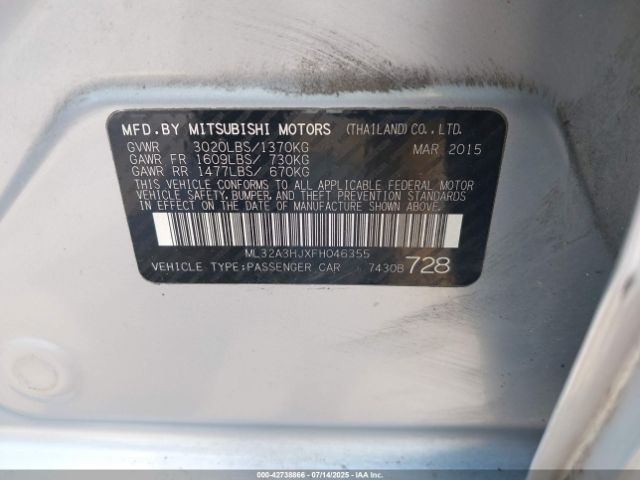 MFD.BY MITSUBISHI MOTORS (THAILAND)CO.,LTD.
GVWR 3020LBS/1370KG MAR 2015
GAWR FR 1609LBS/ 730KG
GAWR RR 1477LBS/ 670KG
THIS VEHICLE CONFORMS TO ALL APPLICABLE FEDERAL MOTOR
VEHICLE SAFETY,BUMPER,AND THEFT PREVENTION STANDARDS
IN EFFECT ON THE DATE OF MANUFACTURE SHOWN ABOVE.
ML32A3HJXFH046355
VEHICLE TYPE:PASSENGER CAR 7430B 728
000-42738866 - 07/14/2025 - IAA Inc.